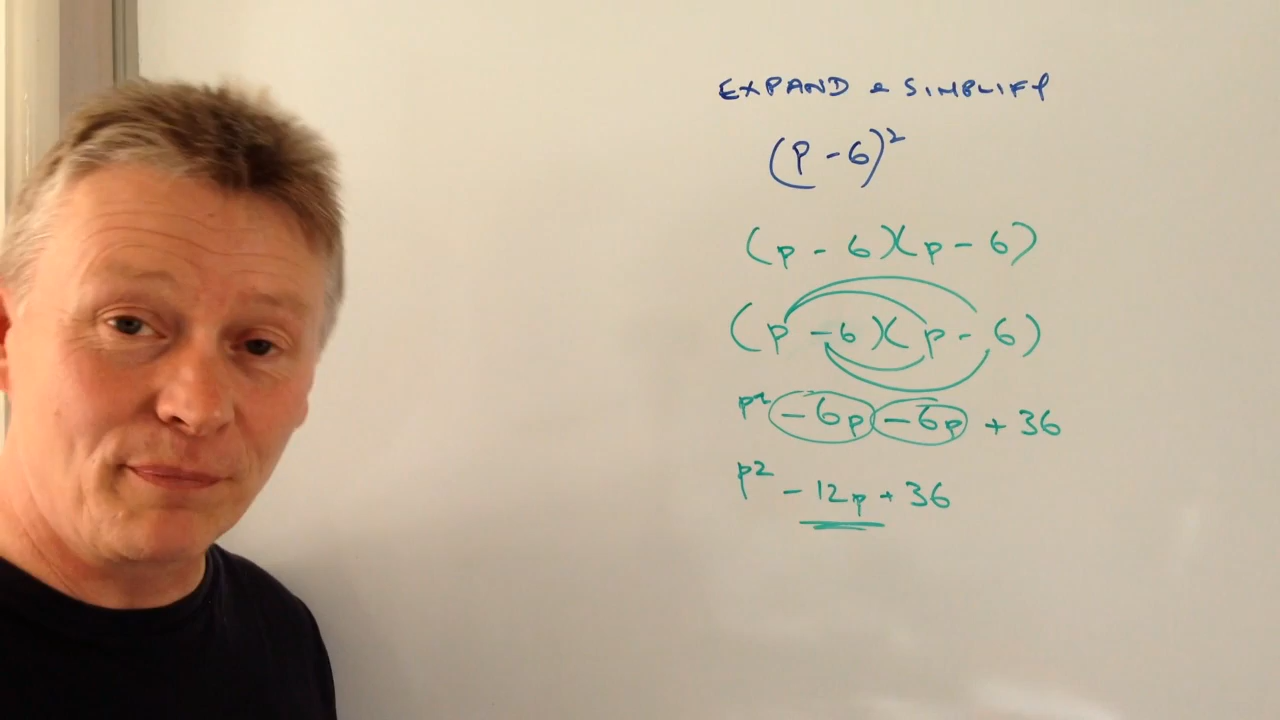 EXPAND & SIMPLIFY
(P - 6)²
(p - 6)(p - 6)
(p - 6)(p - 6)
p² - 6p - 6p + 36
p² - 12p + 36